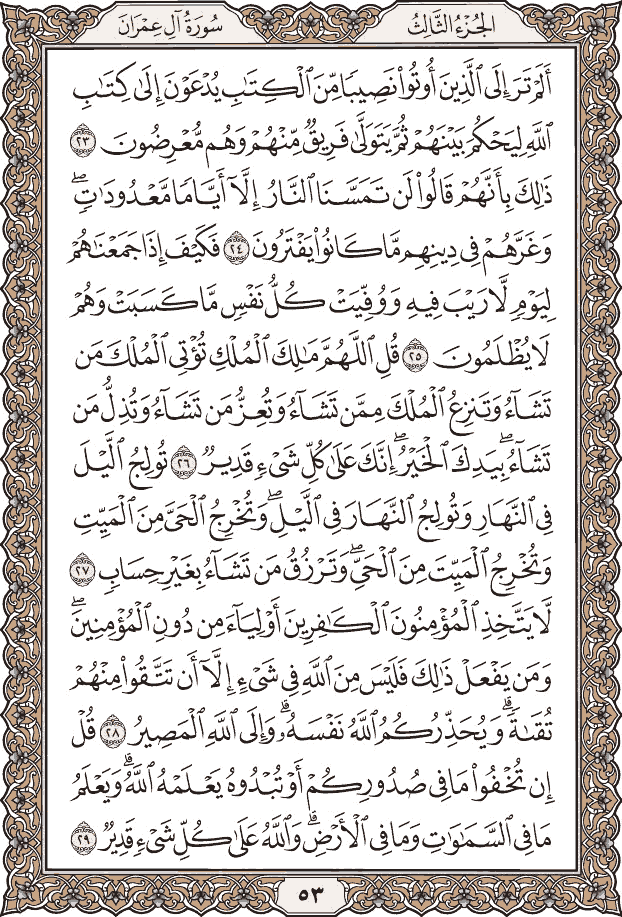 الجُزْءُ الثَّالِثُ
سُورَةُ آلِ عِمْرَانَ
أَلَمْ تَرَ إِلَى ٱلَّذِينَ أُوتُوا۟ نَصِيبًا مِّنَ ٱلْكِتَٰبِ يُدْعَوْنَ إِلَىٰ كِتَٰبِ
ٱللَّهِ لِيَحْكُمَ بَيْنَهُمْ ثُمَّ يَتَوَلَّىٰ فَرِيقٌ مِّنْهُمْ وَهُم مُّعْرِضُونَ ٢٣
ذَٰلِكَ بِأَنَّهُمْ قَالُوا۟ لَن تَمَسَّنَا ٱلنَّارُ إِلَّآ أَيَّامًا مَّعْدُودَٰتٍ ۖ
وَغَرَّهُمْ فِى دِينِهِم مَّا كَانُوا۟ يَفْتَرُونَ ٢٤ فَكَيْفَ إِذَا جَمَعْنَٰهُمْ
لِيَوْمٍ لَّا رَيْبَ فِيهِ وَوُفِّيَتْ كُلُّ نَفْسٍ مَّا كَسَبَتْ وَهُمْ
لَا يُظْلَمُونَ ٢٥ قُلِ ٱللَّهُمَّ مَٰلِكَ ٱلْمُلْكِ تُؤْتِى ٱلْمُلْكَ مَن
تَشَآءُ وَتَنزِعُ ٱلْمُلْكَ مِمَّن تَشَآءُ وَتُعِزُّ مَن تَشَآءُ وَتُذِلُّ مَن
تَشَآءُ ۖ بِيَدِكَ ٱلْخَيْرُ ۖ إِنَّكَ عَلَىٰ كُلِّ شَىْءٍ قَدِيرٌ ٢٦ تُولِجُ ٱلَّيْلَ
فِى ٱلنَّهَارِ وَتُولِجُ ٱلنَّهَارَ فِى ٱلَّيْلِ ۖ وَتُخْرِجُ ٱلْحَىَّ مِنَ ٱلْمَيِّتِ
وَتُخْرِجُ ٱلْمَيِّتَ مِنَ ٱلْحَىِّ ۖ وَتَرْزُقُ مَن تَشَآءُ بِغَيْرِ حِسَابٍ ٢٧
لَّا يَتَّخِذِ ٱلْمُؤْمِنُونَ ٱلْكَٰفِرِينَ أَوْلِيَآءَ مِن دُونِ ٱلْمُؤْمِنِينَ ۖ
وَمَن يَفْعَلْ ذَٰلِكَ فَلَيْسَ مِنَ ٱللَّهِ فِى شَىْءٍ إِلَّآ أَن تَتَّقُوا۟ مِنْهُمْ
تُقَىٰةً ۗ وَيُحَذِّرُكُمُ ٱللَّهُ نَفْسَهُۥ ۗ وَإِلَى ٱللَّهِ ٱلْمَصِيرُ ٢٨ قُلْ
إِن تُخْفُوا۟ مَا فِى صُدُورِكُمْ أَوْ تُبْدُوهُ يَعْلَمْهُ ٱللَّهُ ۗ وَيَعْلَمُ
مَا فِى ٱلسَّمَٰوَٰتِ وَمَا فِى ٱلْأَرْضِ ۗ وَٱللَّهُ عَلَىٰ كُلِّ شَىْءٍ قَدِيرٌ ٢٩
٥٣